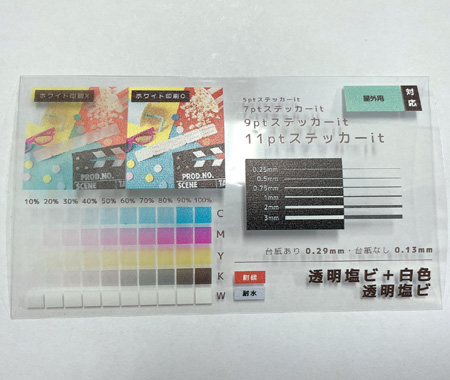 ホワイト印刷X
ホワイト印刷O
PROD.NO.
SCENE
TA
PROD.NO.
SCENE
TA
10% 20% 30% 40% 50% 60% 70% 80% 90% 100%
C
M
Y
K
W
5ptステッカーit
7ptステッカーit
9ptステッカーit
11ptステッカーit
屋外用
対応
0.25mm
0.5mm
0.75mm
1mm
2mm
3mm
台紙あり 0.29mm・台紙なし 0.13mm
耐候
耐水
透明塩ビ+白色
透明塩ビ